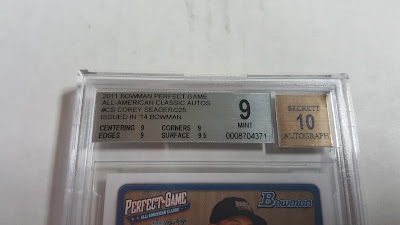 2011 BOWMAN PERFECT GAME
ALL-AMERICAN CLASSIC AUTOS
#CS COREY SEAGER/225
ISSUED IN '14 BOWMAN
CENTERING 9 CORNERS 9
EDGES 9 SURFACE 9.5
9
MINT
0008704371
BECKETT
10
AUTOGRAPH
PERFECT GAME
ALL-AMERICAN CLASSIC
Bowman